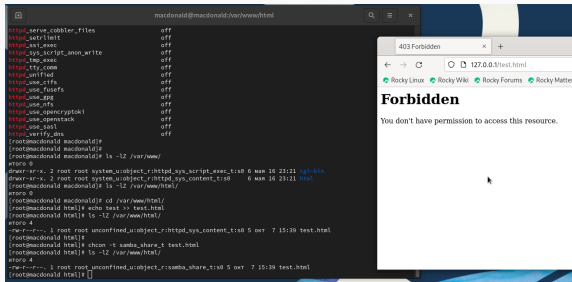 macdonald@macdonald:/var/www/html
httpd_serve_cobbler_files off
httpd_setrlimit off
httpd_ssi_exec off
httpd_sys_script_anon_write off
httpd_tmp_exec off
httpd_tty_comm off
httpd_unified off
httpd_use_cifs off
httpd_use_fusefs off
httpd_use_gpg off
httpd_use_nfs off
httpd_use_opencryptoki off
httpd_use_openstack off
httpd_use_sasl off
httpd_verify_dns off
[root@macdonald macdonald]#
[root@macdonald macdonald]#
[root@macdonald macdonald]# ls -lZ /var/www/
итого 0
drwxr-xr-x. 2 root root system_u:object_r:httpd_sys_script_exec_t:s0 6 мая 16 23:21 cgi-bin
drwxr-xr-x. 2 root root system_u:object_r:httpd_sys_content_t:s0 6 мая 16 23:21 html
[root@macdonald macdonald]# ls -lZ /var/www/html/
итого 0
[root@macdonald macdonald]# cd /var/www/html/
[root@macdonald html]# echo test >> test.html
[root@macdonald html]# ls -lZ /var/www/html/
итого 4
-rw-r--r--. 1 root root unconfined_u:object_r:httpd_sys_content_t:s0 5 окт 7 15:39 test.html
[root@macdonald html]#
[root@macdonald html]# chcon -t samba_share_t test.html
[root@macdonald html]# ls -lZ /var/www/html/
итого 4
-rw-r--r--. 1 root root unconfined_u:object_r:samba_share_t:s0 5 окт 7 15:39 test.html
[root@macdonald html]#
403 Forbidden
127.0.0.1/test.html
Rocky Linux Rocky Wiki Rocky Forums Rocky Matter
Forbidden
You don't have permission to access this resource.